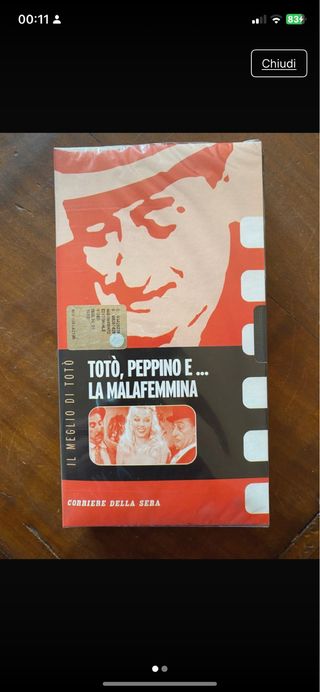 00:11
83
Chiudi
IL MEGLIO DI TOTÒ
TOTÒ, PEPPINO E ...
LA MALAFEMMINA
CORRIERE DELLA SERA